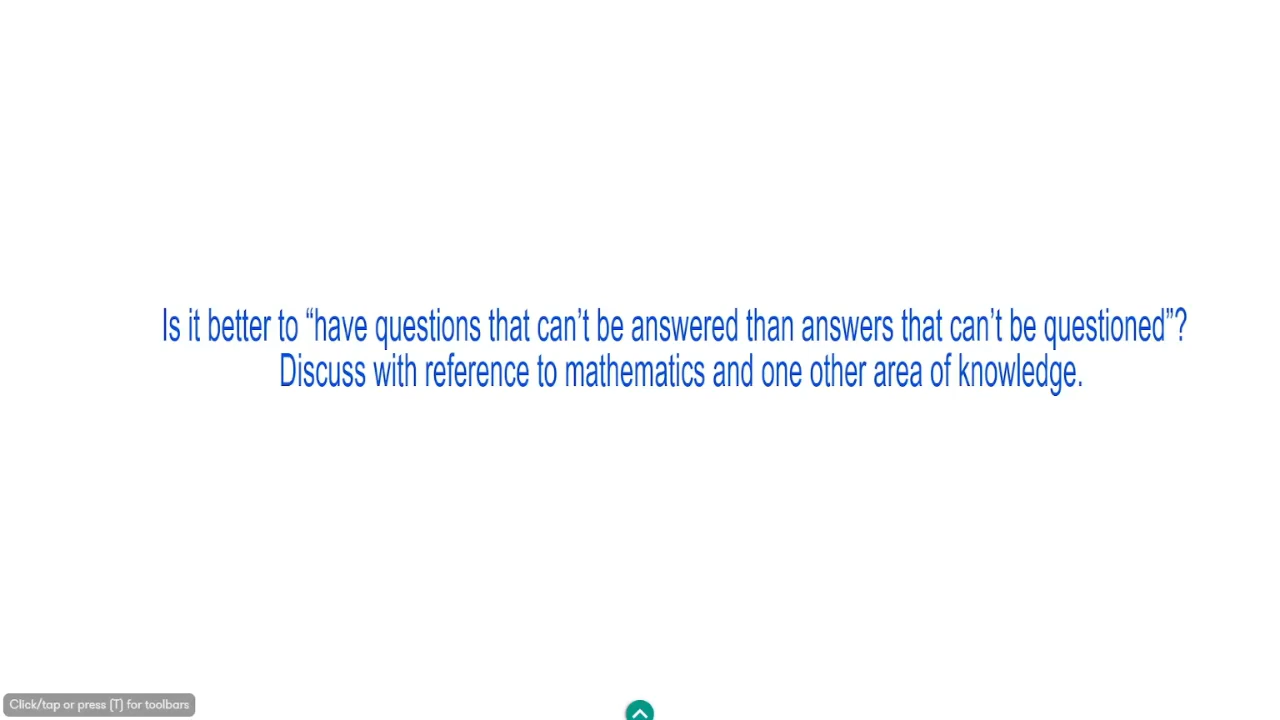 Is it better to “have questions that can’t be answered than answers that can’t be questioned”?
Discuss with reference to mathematics and one other area of knowledge.
Click/tap or press (T) for toolbars